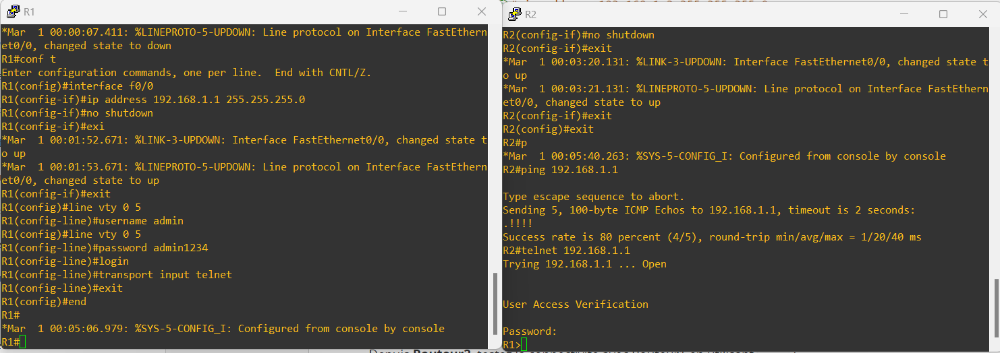 R1
*Mar  1 00:00:07.411: %LINEPROTO-5-UPDOWN: Line protocol on Interface FastEthern
et0/0, changed state to down
R1#conf t
Enter configuration commands, one per line.  End with CNTL/Z.
R1(config)#interface f0/0
R1(config-if)#ip address 192.168.1.1 255.255.255.0
R1(config-if)#no shutdown
R1(config-if)#exi
*Mar  1 00:01:52.671: %LINK-3-UPDOWN: Interface FastEthernet0/0, changed state t
o up
*Mar  1 00:01:53.671: %LINEPROTO-5-UPDOWN: Line protocol on Interface FastEthern
et0/0, changed state to up
R1(config-if)#exit
R1(config)#line vty 0 5
R1(config-line)#username admin
R1(config)#line vty 0 5
R1(config-line)#password admin1234
R1(config-line)#login
R1(config-line)#transport input telnet
R1(config-line)#exit
R1(config)#end
R1#
*Mar  1 00:05:06.979: %SYS-5-CONFIG_I: Configured from console by console
R1#
R2
R2(config-if)#no shutdown
R2(config-if)#exit
*Mar  1 00:03:20.131: %LINK-3-UPDOWN: Interface FastEthernet0/0, changed state t
o up
*Mar  1 00:03:21.131: %LINEPROTO-5-UPDOWN: Line protocol on Interface FastEthern
et0/0, changed state to up
R2(config-if)#exit
R2(config)#exit
R2#p
*Mar  1 00:05:40.263: %SYS-5-CONFIG_I: Configured from console by console
R2#ping 192.168.1.1
Type escape sequence to abort.
Sending 5, 100-byte ICMP Echos to 192.168.1.1, timeout is 2 seconds:
.!!!!
Success rate is 80 percent (4/5), round-trip min/avg/max = 1/20/40 ms
R2#telnet 192.168.1.1
Trying 192.168.1.1 ... Open
User Access Verification
Password:
R1>